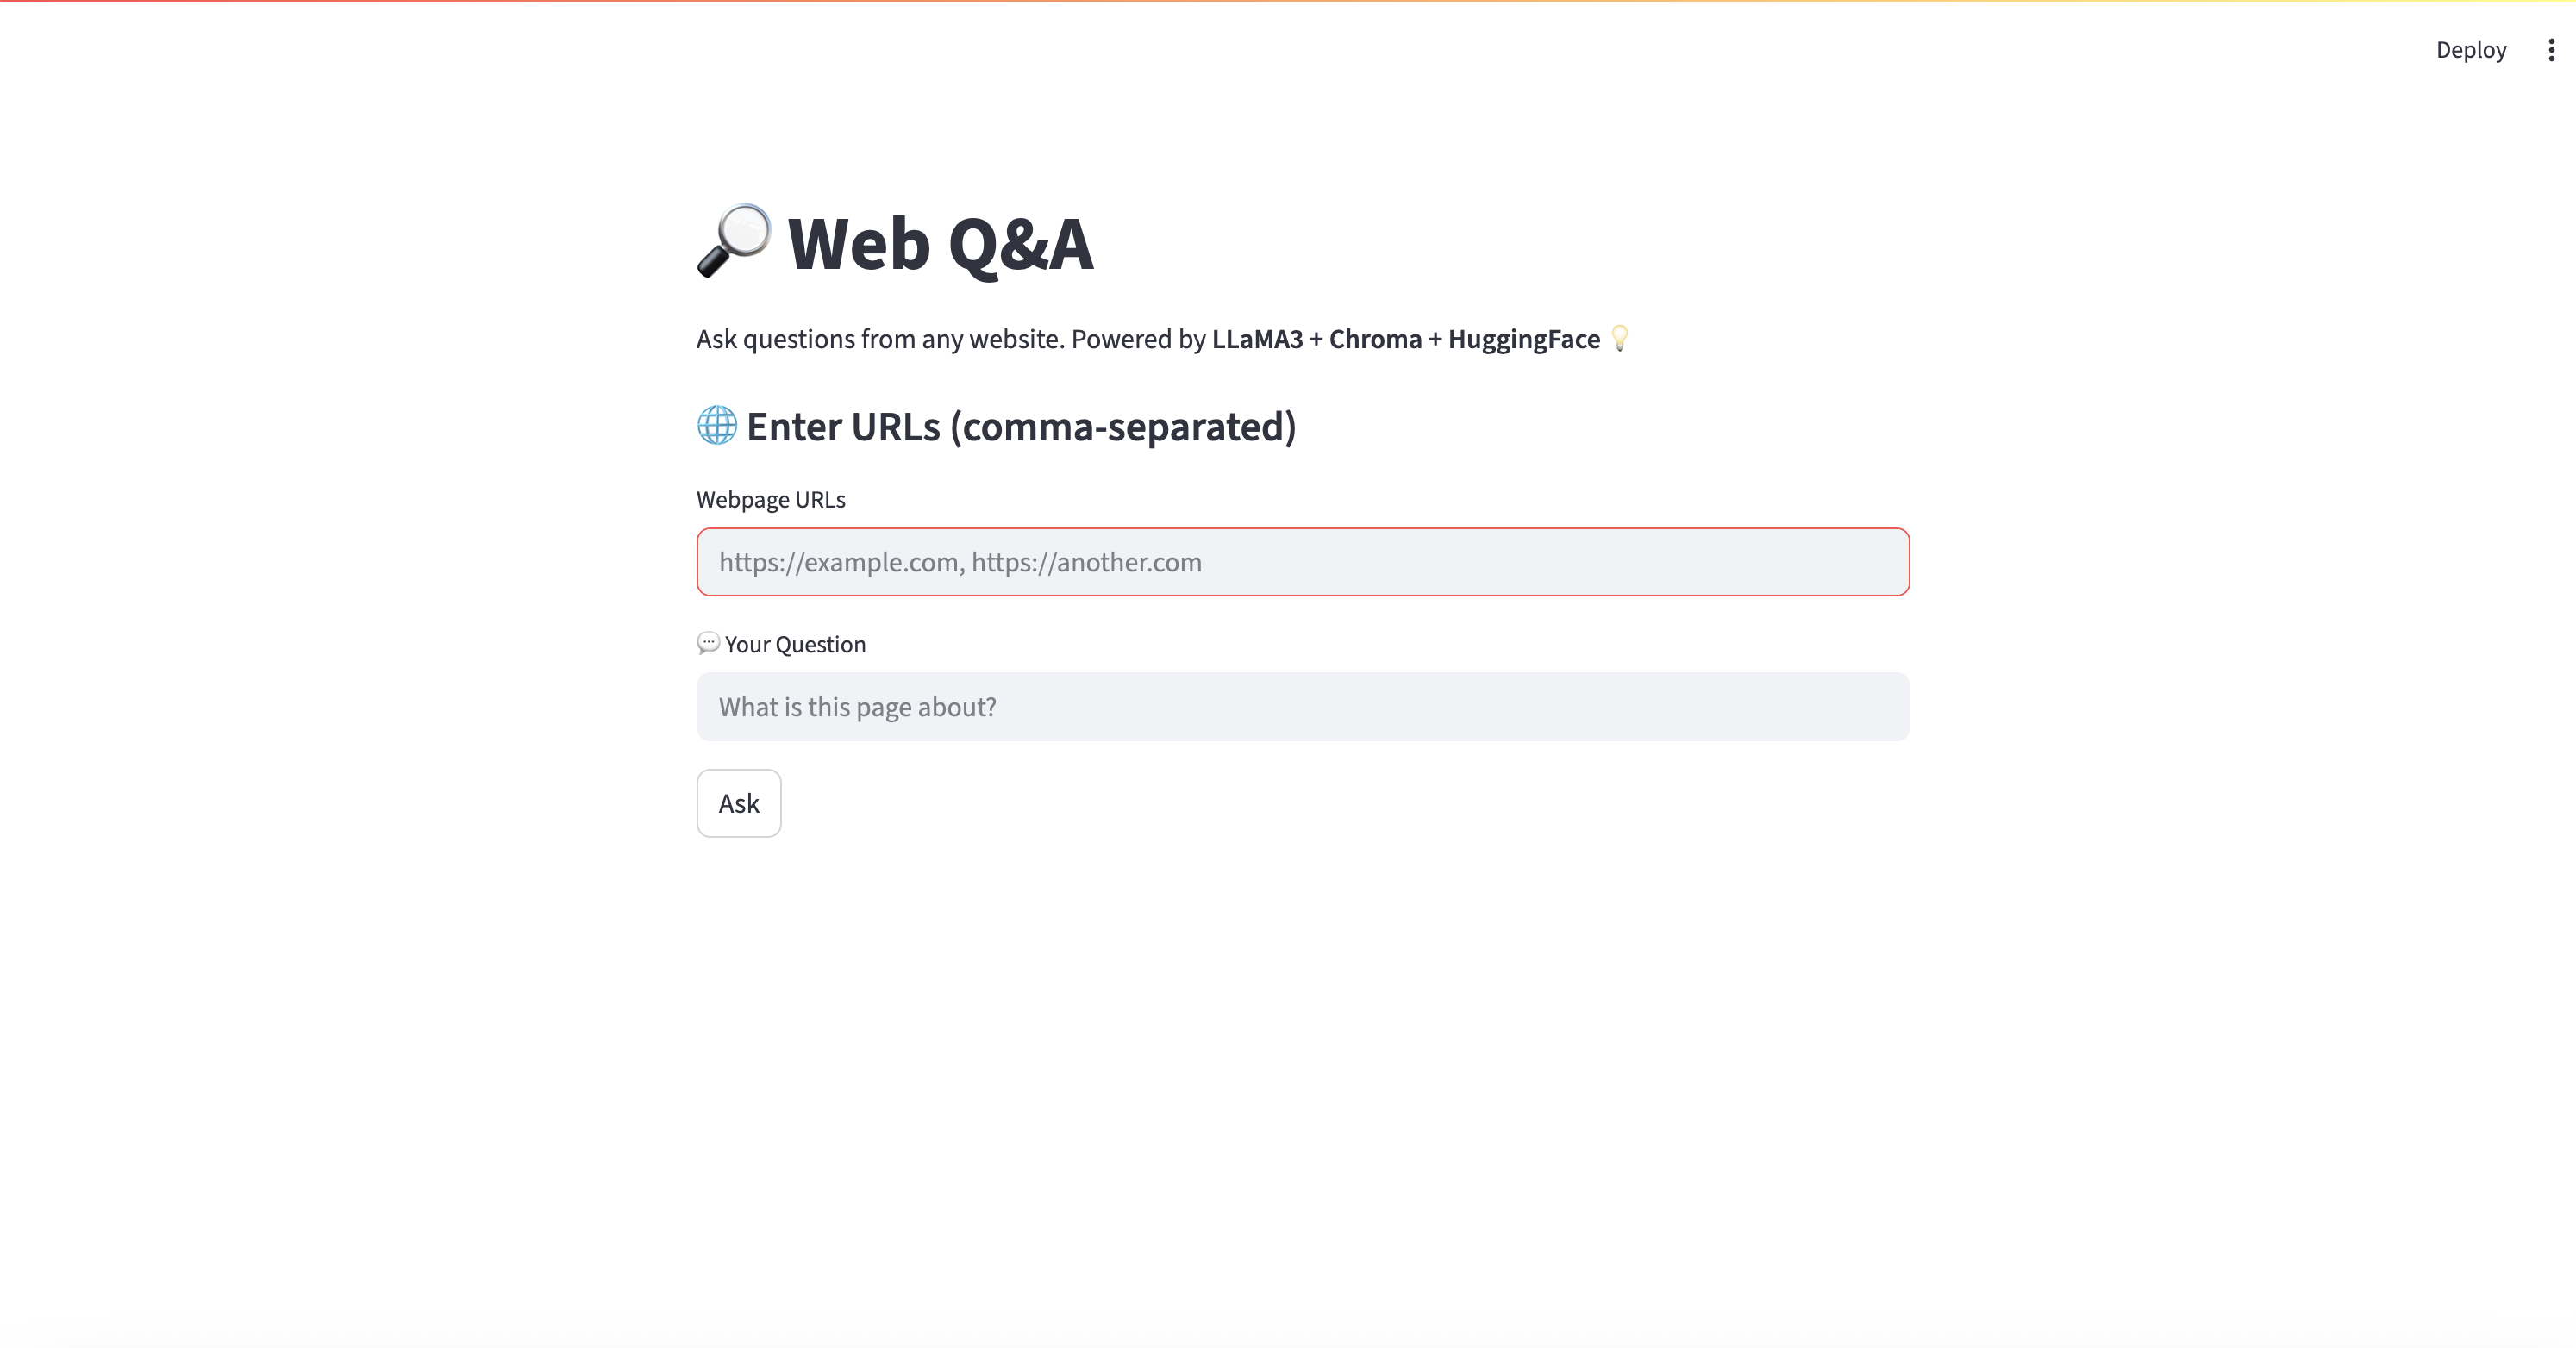 Deploy
🔎 Web Q&A
Ask questions from any website. Powered by LLaMA3 + Chroma + HuggingFace 💡
🌐 Enter URLs (comma-separated)
Webpage URLs
https://example.com, https://another.com
💬 Your Question
What is this page about?
Ask